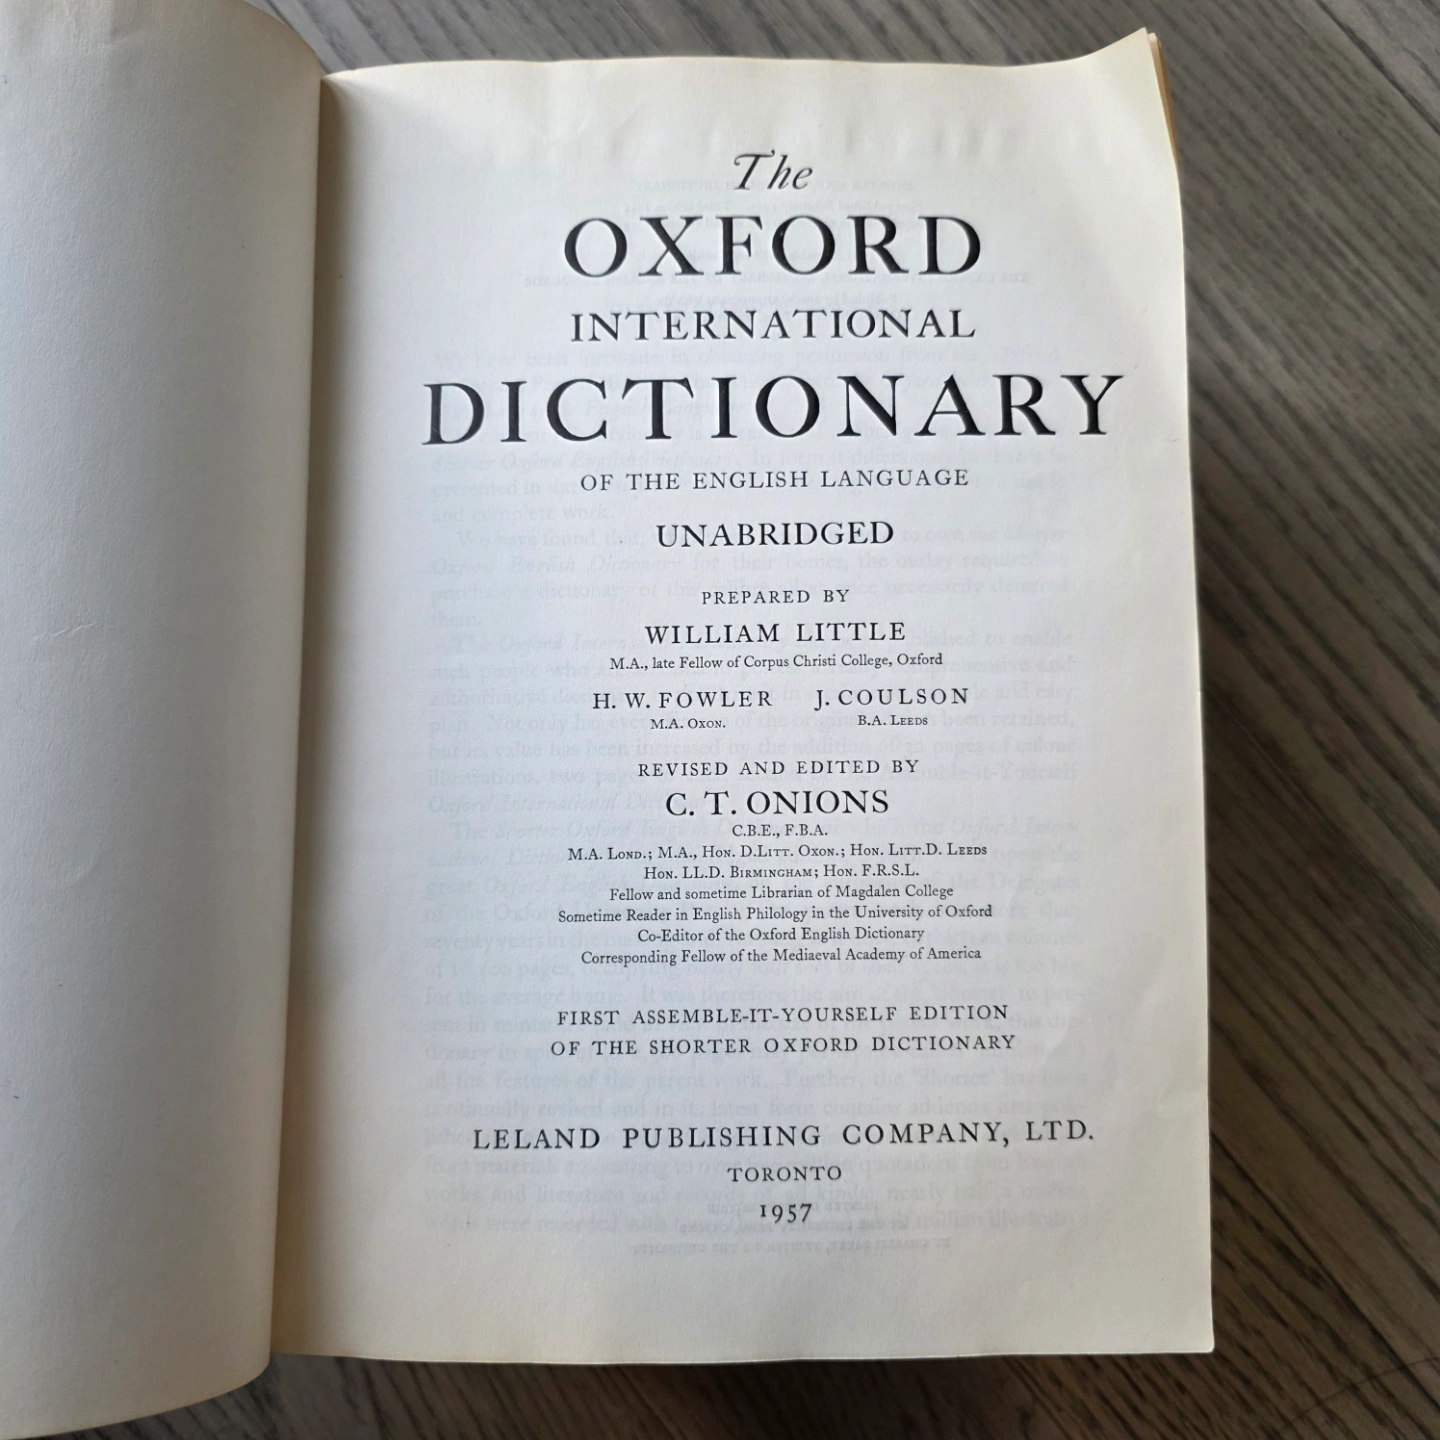 The
OXFORD
INTERNATIONAL
DICTIONARY
OF THE ENGLISH LANGUAGE
UNABRIDGED
PREPARED BY
WILLIAM LITTLE
M.A., late Fellow of Corpus Christi College, Oxford
H. W. FOWLER J. COULSON
M.A. OXON. B.A. LEEDS
REVISED AND EDITED BY
C. T. ONIONS
C.B.E., F.B.A.
M.A. LOND.; M.A., HON. D.LITT. OXON.; HON. LITT.D. LEEDS
HON. LL.D. BIRMINGHAM; HON. F.R.S.L.
Fellow and sometime Librarian of Magdalen College
Sometime Reader in English Philology in the University of Oxford
Co-Editor of the Oxford English Dictionary
Corresponding Fellow of the Mediaeval Academy of America
FIRST ASSEMBLE-IT-YOURSELF EDITION
OF THE SHORTER OXFORD DICTIONARY
LELAND PUBLISHING COMPANY, LTD.
TORONTO
1957